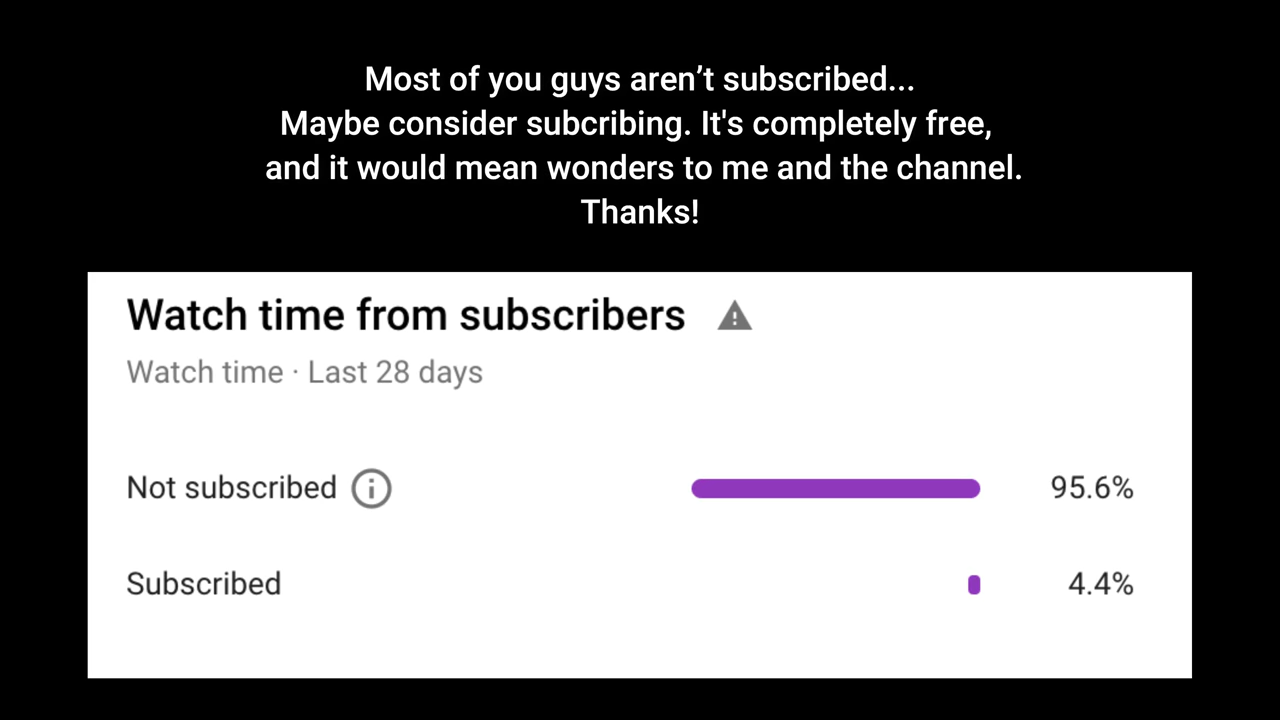 Most of you guys aren’t subscribed...
Maybe consider subcribing. It's completely free,
and it would mean wonders to me and the channel.
Thanks!
Watch time from subscribers
Watch time · Last 28 days
Not subscribed 95.6%
Subscribed 4.4%